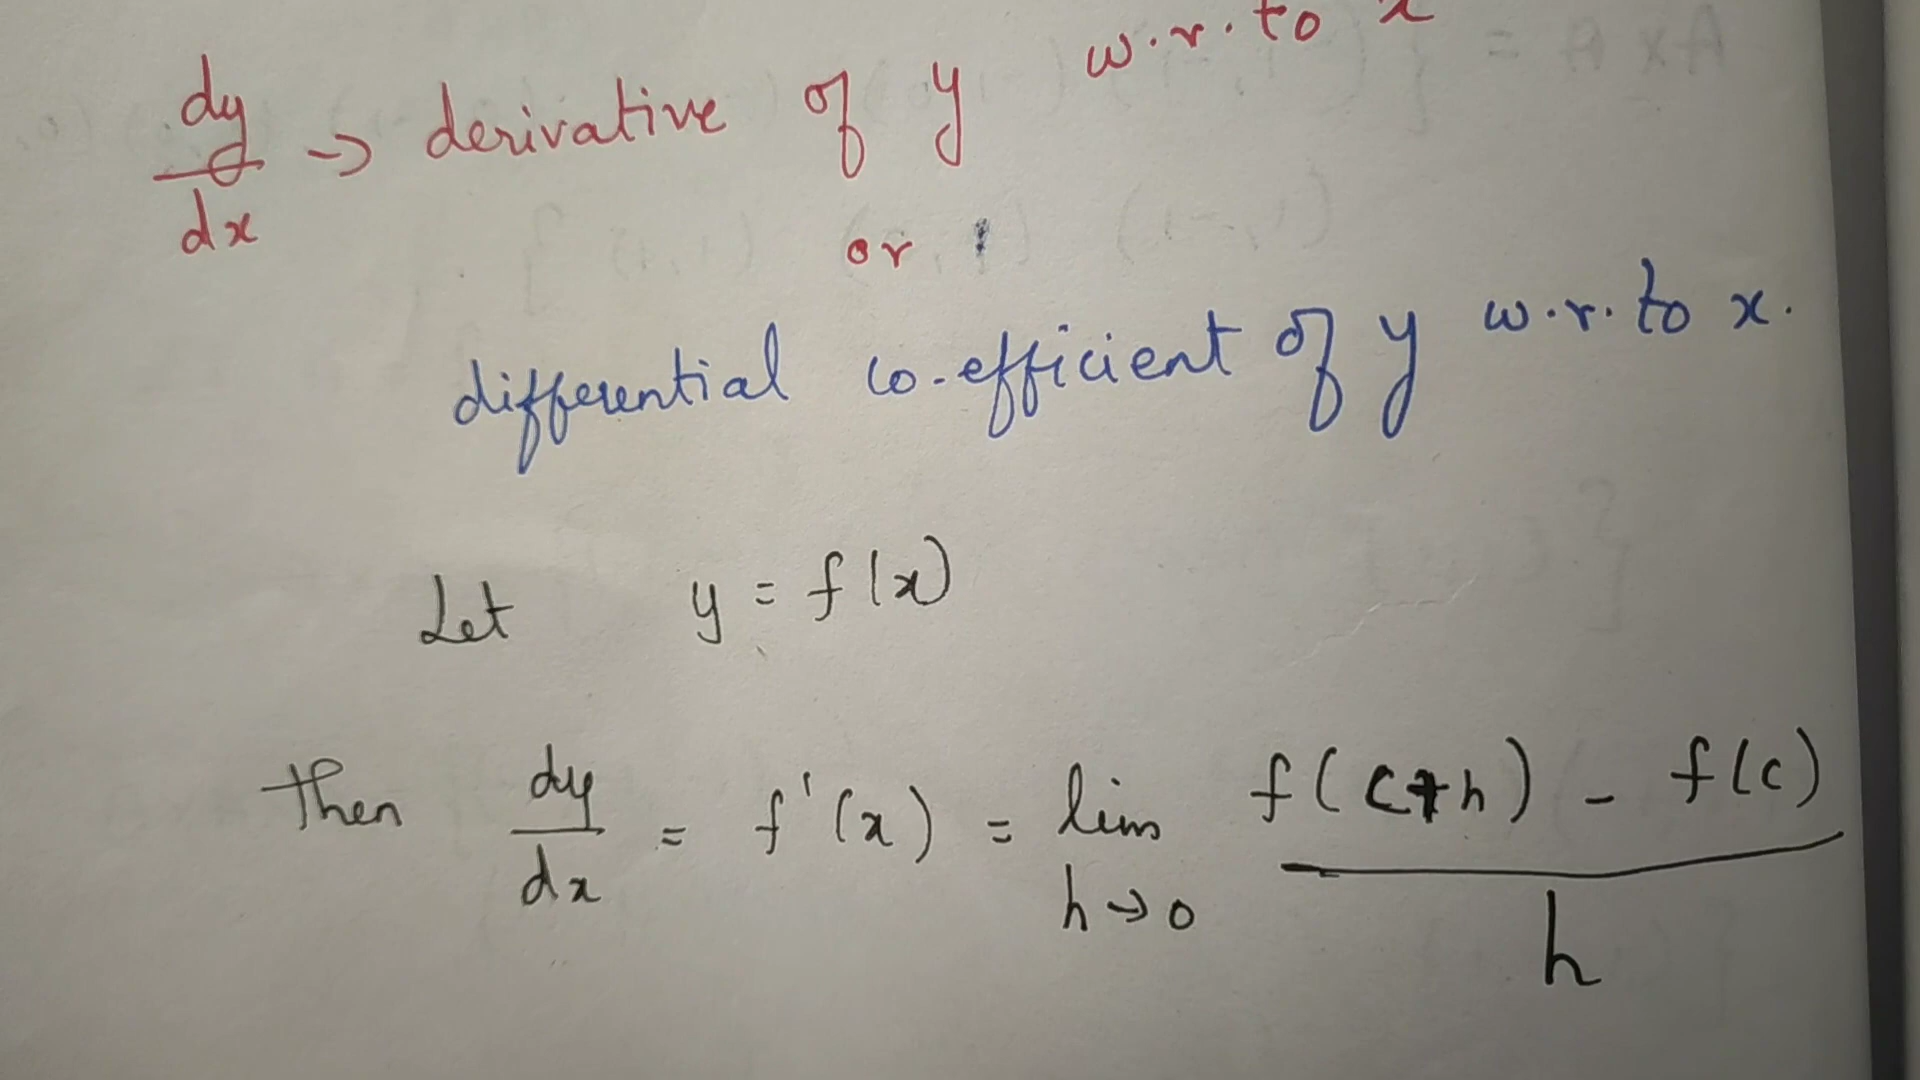 dy/dx → derivative of y w.r.to x
or
differential co-efficient of y w.r.to x.
Let y = f(x)
Then dy/dx = f'(x) = lim h→0 f(c+h) - f(c) / h